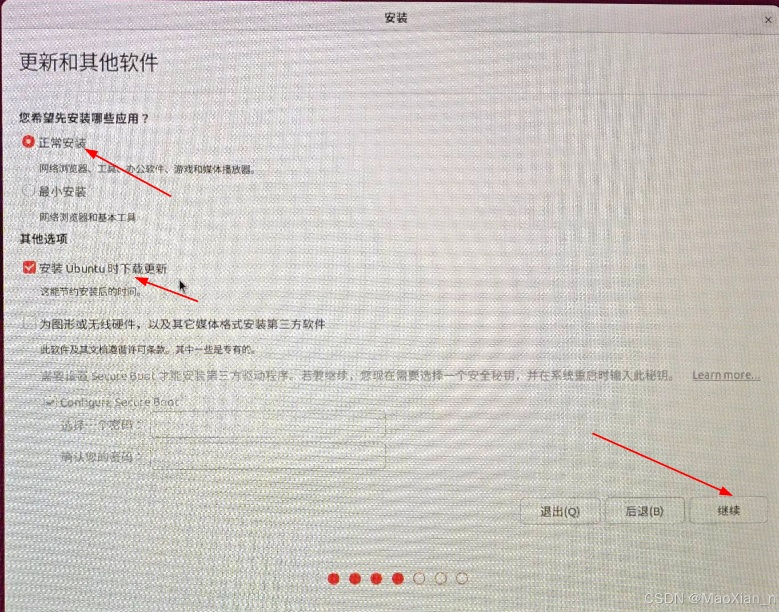 安装
更新和其他软件
您希望先安装哪些应用？
正常安装
网络浏览器、工具、办公软件、游戏和媒体播放器。
最小安装
网络浏览器和基本工具
其他选项
安装 Ubuntu 时下载更新
这能节约安装后的时间。
为图形或无线硬件，以及其它媒体格式安装第三方软件
此软件及其文档遵循许可条款。其中一些是专有的。
需要设置 Secure Boot 才能安装第三方驱动程序。若要继续，您现在需要选择一个安全秘钥，并在系统重启时输入此秘钥。 Learn more...
Configure Secure Boot
选择一个密码：
确认您的密码：
退出(Q) 后退(B) 继续
CSDN @MaoXian_n